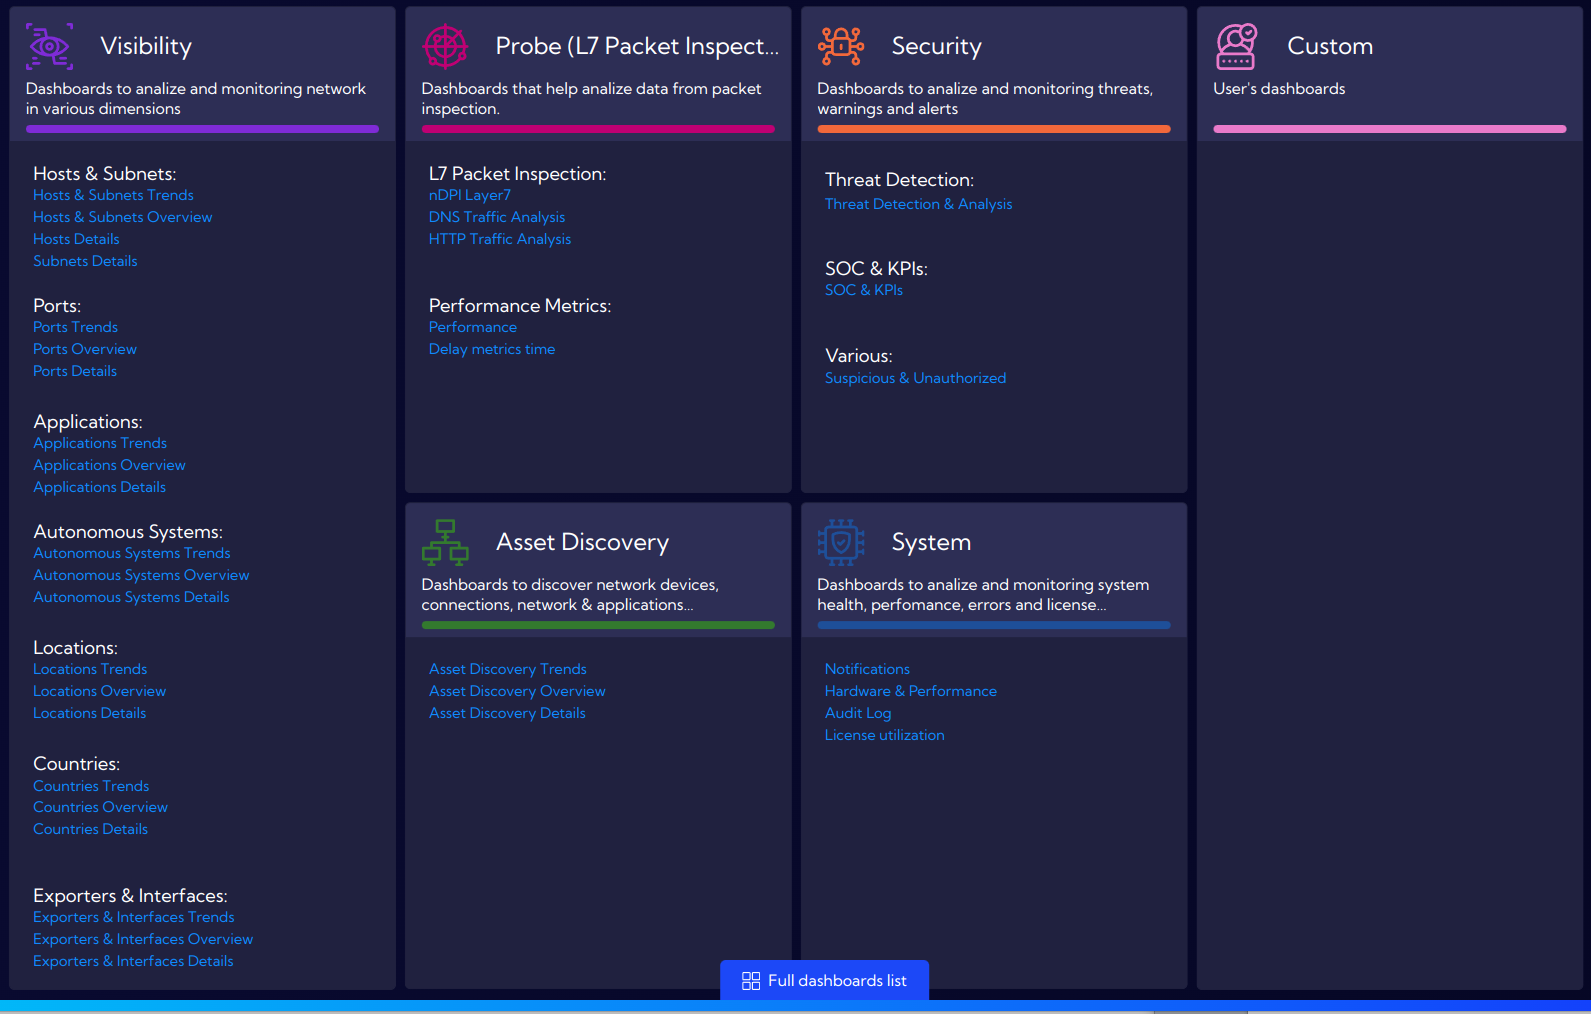 Visibility
Dashboards to analize and monitoring network
in various dimensions
Hosts & Subnets:
Hosts & Subnets Trends
Hosts & Subnets Overview
Hosts Details
Subnets Details
Ports:
Ports Trends
Ports Overview
Ports Details
Applications:
Applications Trends
Applications Overview
Applications Details
Autonomous Systems:
Autonomous Systems Trends
Autonomous Systems Overview
Autonomous Systems Details
Locations:
Locations Trends
Locations Overview
Locations Details
Countries:
Countries Trends
Countries Overview
Countries Details
Exporters & Interfaces:
Exporters & Interfaces Trends
Exporters & Interfaces Overview
Exporters & Interfaces Details
Probe (L7 Packet Inspect...
Dashboards that help analize data from packet
inspection.
L7 Packet Inspection:
nDPI Layer7
DNS Traffic Analysis
HTTP Traffic Analysis
Performance Metrics:
Performance
Delay metrics time
Asset Discovery
Dashboards to discover network devices,
connections, network & applications...
Asset Discovery Trends
Asset Discovery Overview
Asset Discovery Details
Security
Dashboards to analize and monitoring threats,
warnings and alerts
Threat Detection:
Threat Detection & Analysis
SOC & KPIs:
SOC & KPIs
Various:
Suspicious & Unauthorized
System
Dashboards to analize and monitoring system
health, perfomance, errors and license...
Notifications
Hardware & Performance
Audit Log
License utilization
Custom
User's dashboards
Full dashboards list